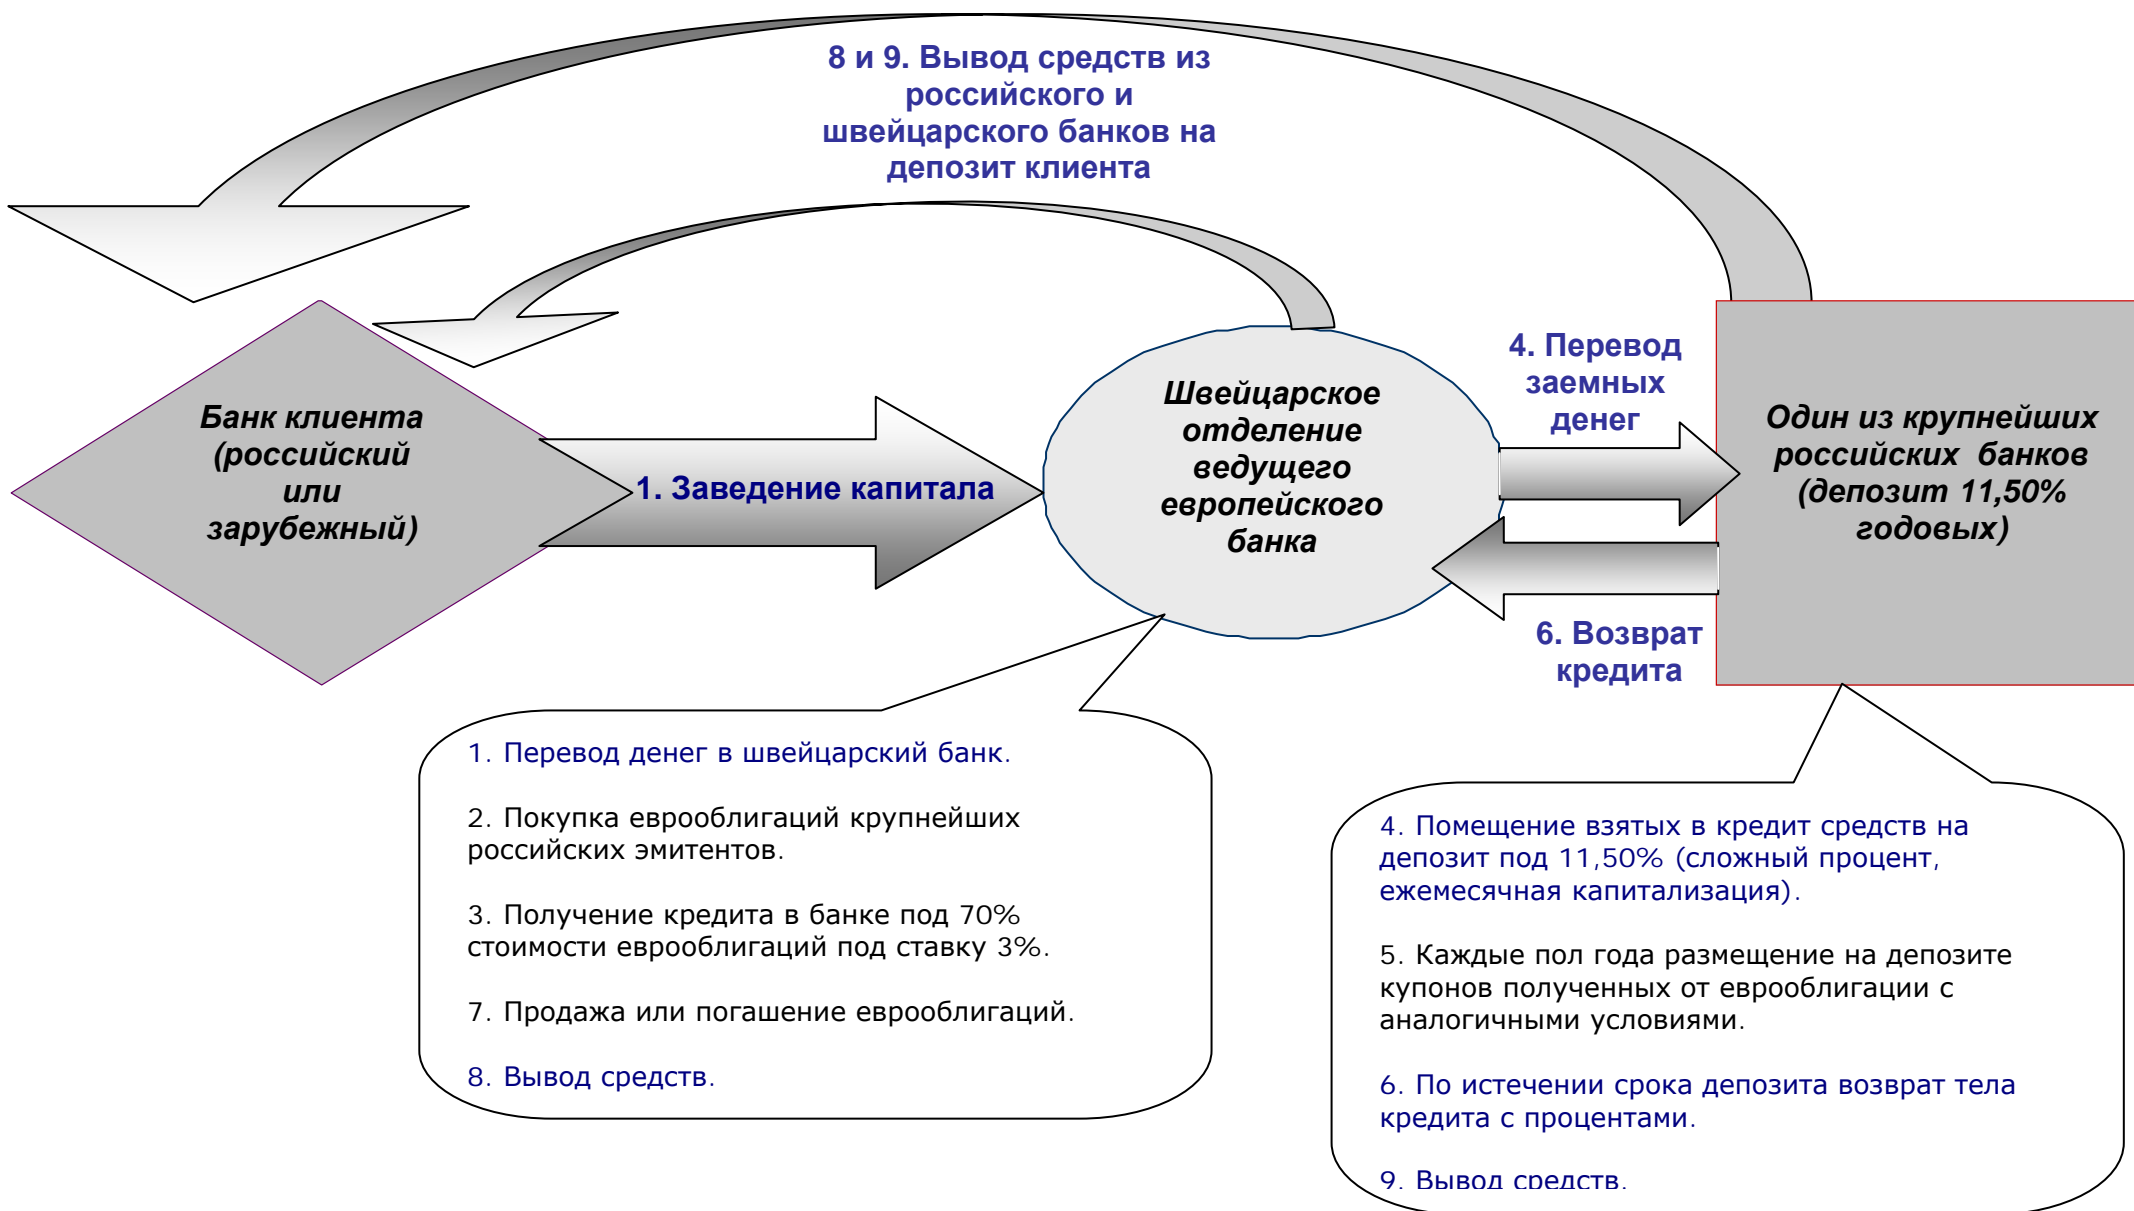 8 и 9. Вывод средств из
российского и
швейцарского банков на
депозит клиента
Банк клиента
(российский
или
зарубежный)
1. Заведение капитала
Швейцарское
отделение
ведущего
европейского
банка
4. Перевод
заемных
денег
6. Возврат
кредита
Один из крупнейших
российских банков
(депозит 11,50%
годовых)
1. Перевод денег в швейцарский банк.
2. Покупка еврооблигаций крупнейших
российских эмитентов.
3. Получение кредита в банке под 70%
стоимости еврооблигаций под ставку 3%.
7. Продажа или погашение еврооблигаций.
8. Вывод средств.
4. Помещение взятых в кредит средств на
депозит под 11,50% (сложный процент,
ежемесячная капитализация).
5. Каждые пол года размещение на депозите
купонов полученных от еврооблигации с
аналогичными условиями.
6. По истечении срока депозита возврат тела
кредита с процентами.
9. Вывод средств.